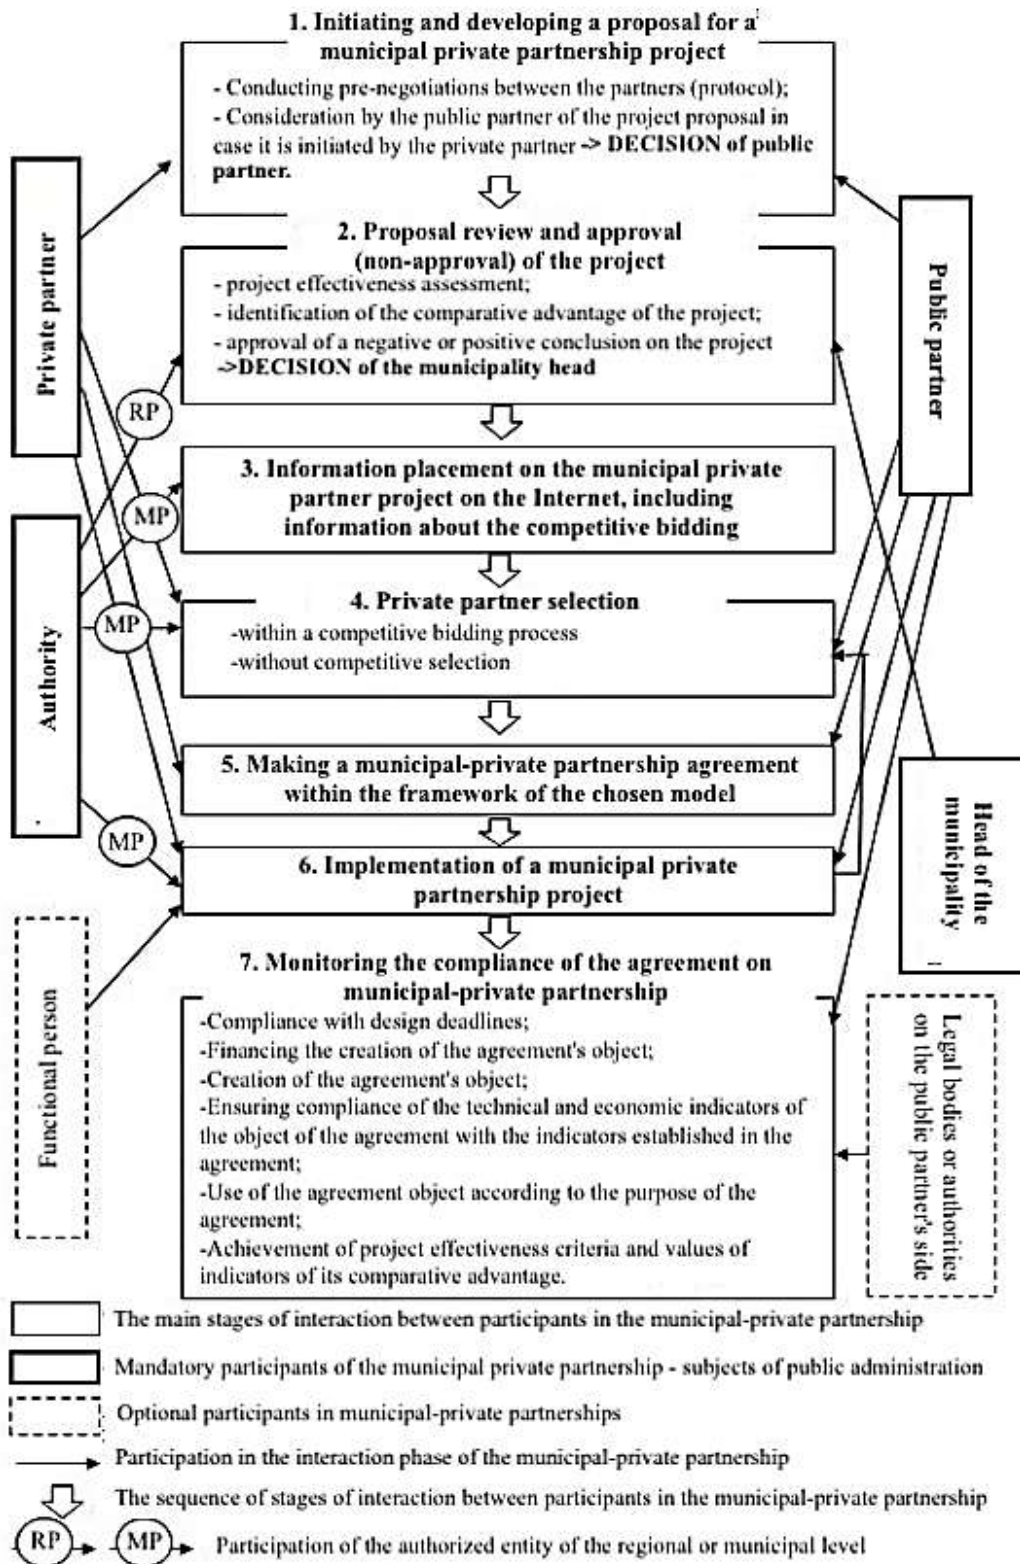 1. Initiating and developing a proposal for a
municipal private partnership project
- Conducting pre-negotiations between the partners (protocol);
- Consideration by the public partner of the project proposal in
case it is initiated by the private partner -> DECISION of public
partner.
2. Proposal review and approval
(non-approval) of the project
- project effectiveness assessment;
- identification of the comparative advantage of the project;
- approval of a negative or positive conclusion on the project
->DECISION of the municipality head
3. Information placement on the municipal private
partner project on the Internet, including
information about the competitive bidding
4. Private partner selection
-within a competitive bidding process
-without competitive selection
5. Making a municipal-private partnership agreement
within the framework of the chosen model
6. Implementation of a municipal private
partnership project
7. Monitoring the compliance of the agreement on
municipal-private partnership
-Compliance with design deadlines;
-Financing the creation of the agreement's object;
-Creation of the agreement's object;
-Ensuring compliance of the technical and economic indicators of
the object of the agreement with the indicators established in the
agreement;
-Use of the agreement object according to the purpose of the
agreement;
-Achievement of project effectiveness criteria and values of
indicators of its comparative advantage.
Private partner
Authority
Functional person
RP
MP
MP
MP
Public partner
Head of the
municipality
Legal bodies or authorities
on the public partner's side
The main stages of interaction between participants in the municipal-private partnership
Mandatory participants of the municipal private partnership - subjects of public administration
Optional participants in municipal-private partnerships
Participation in the interaction phase of the municipal-private partnership
The sequence of stages of interaction between participants in the municipal-private partnership
RP MP Participation of the authorized entity of the regional or municipal level